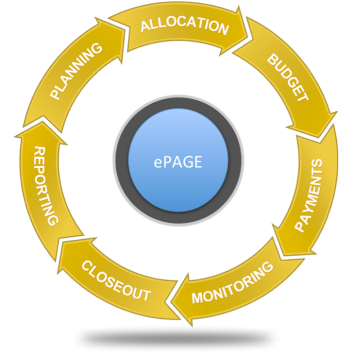 ALLOCATION
BUDGET
PAYMENTS
MONITORING
CLOSEOUT
REPORTING
PLANNING
ePAGE